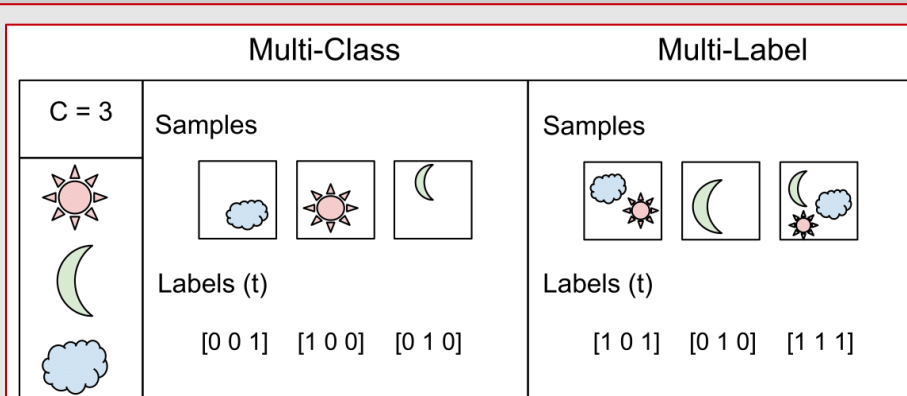 Multi-Class
Multi-Label
C = 3
Samples
Samples
Labels (t)
Labels (t)
[0 0 1] [1 0 0] [0 1 0]
[1 0 1] [0 1 0] [1 1 1]